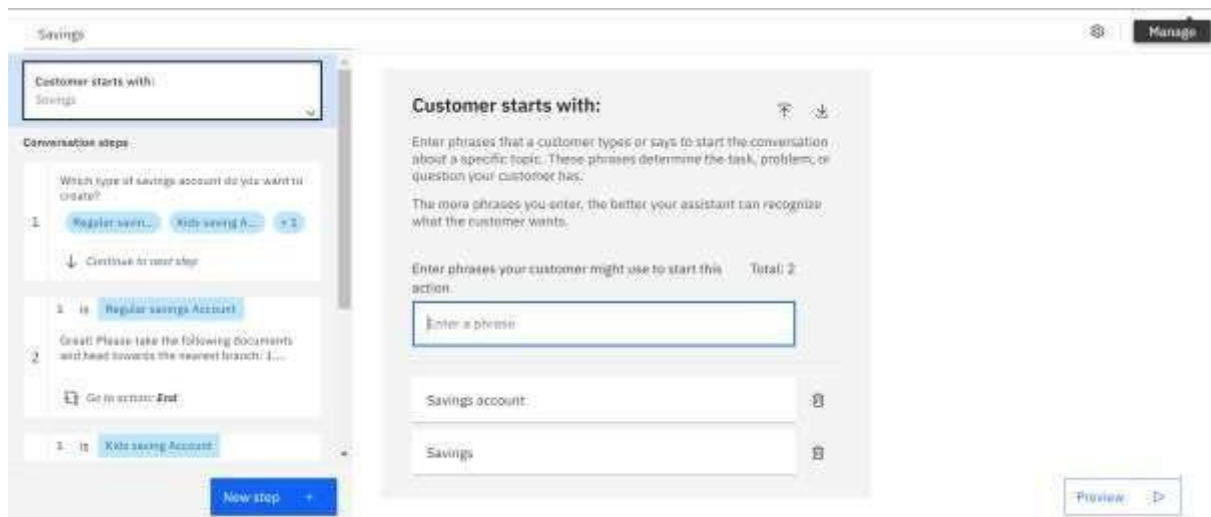 Savings
Manage
Customer starts with:
Savings
Conversation steps
1
Which type of savings account do you want to
create?
Regular savin...
Kids saving A...
+ 1
Continue to next step
2
1 is Regular savings Account
Great! Please take the following documents
and head towards the nearest branch: 1....
Go to action: End
1 is Kids saving Account
New step +
Customer starts with:
Enter phrases that a customer types or says to start the conversation
about a specific topic. These phrases determine the task, problem, or
question your customer has.
The more phrases you enter, the better your assistant can recognize
what the customer wants.
Enter phrases your customer might use to start this
action
Total: 2
Enter a phrase
Savings account
Savings
Preview